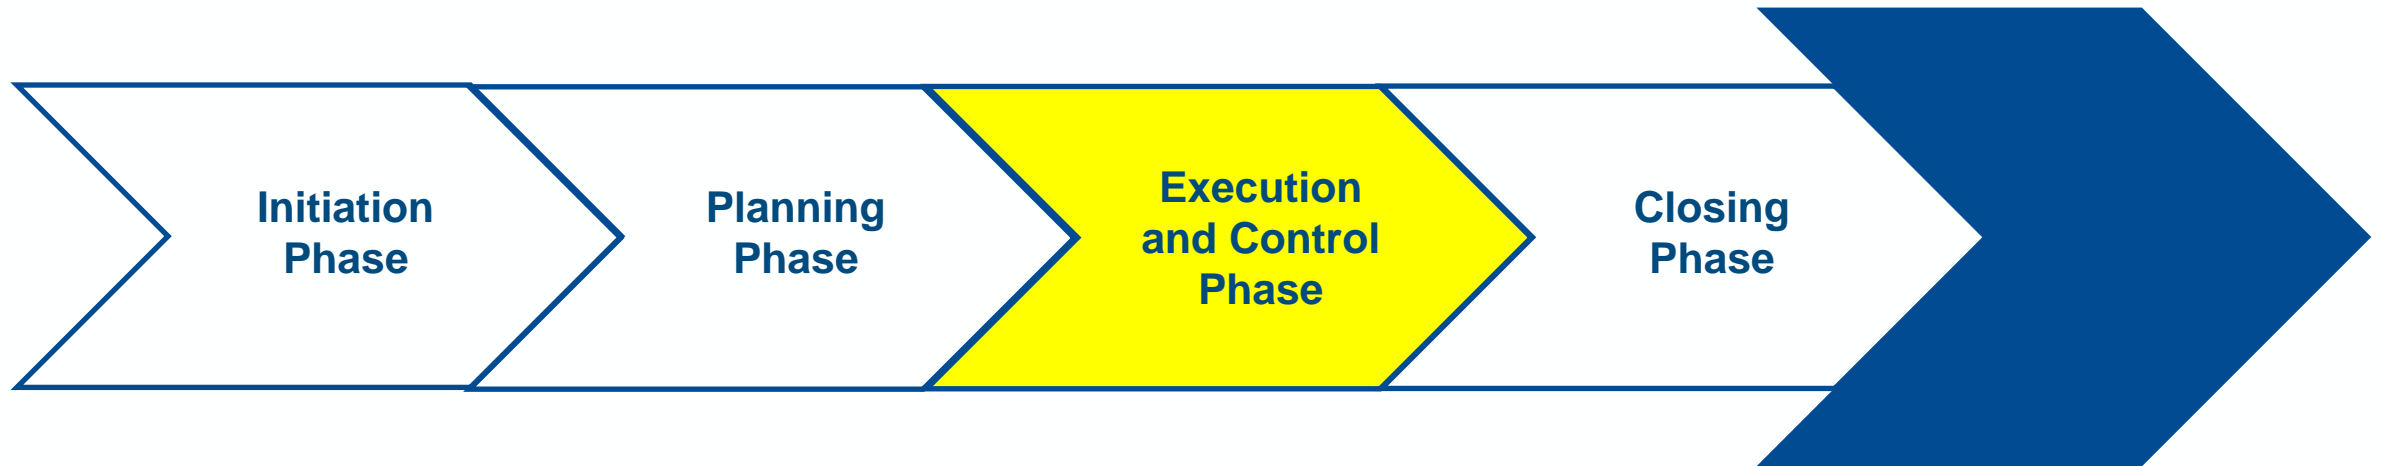 Initiation
Phase
Planning
Phase
Execution
and Control
Phase
Closing
Phase